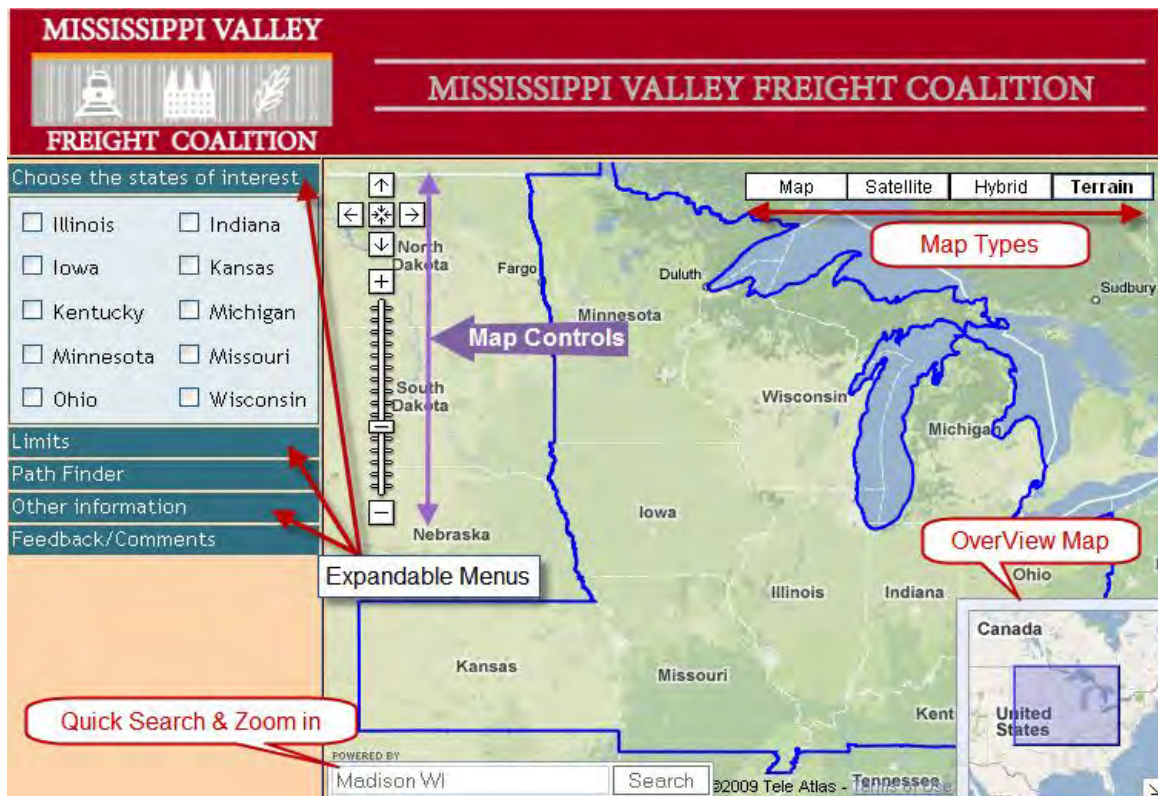 MISSISSIPPI VALLEY
FREIGHT COALITION
MISSISSIPPI VALLEY FREIGHT COALITION
Choose the states of interest
Illinois
Indiana
Iowa
Kansas
Kentucky
Michigan
Minnesota
Missouri
Ohio
Wisconsin
Limits
Path Finder
Other information
Feedback/Comments
Expandable Menus
Quick Search & Zoom in
Map
Satellite
Hybrid
Terrain
Map Types
Map Controls
North
Dakota
Fargo
Duluth
Sudbury
Minnesota
South
Dakota
Wisconsin
Michigan
Iowa
Nebraska
OverView Map
Ohio
Illinois
Indiana
Kansas
Missouri
Kent
Canada
United
States
POWERED BY
Madison WI
Search
©2009 Tele Atlas - Terms of Use
Tennessee